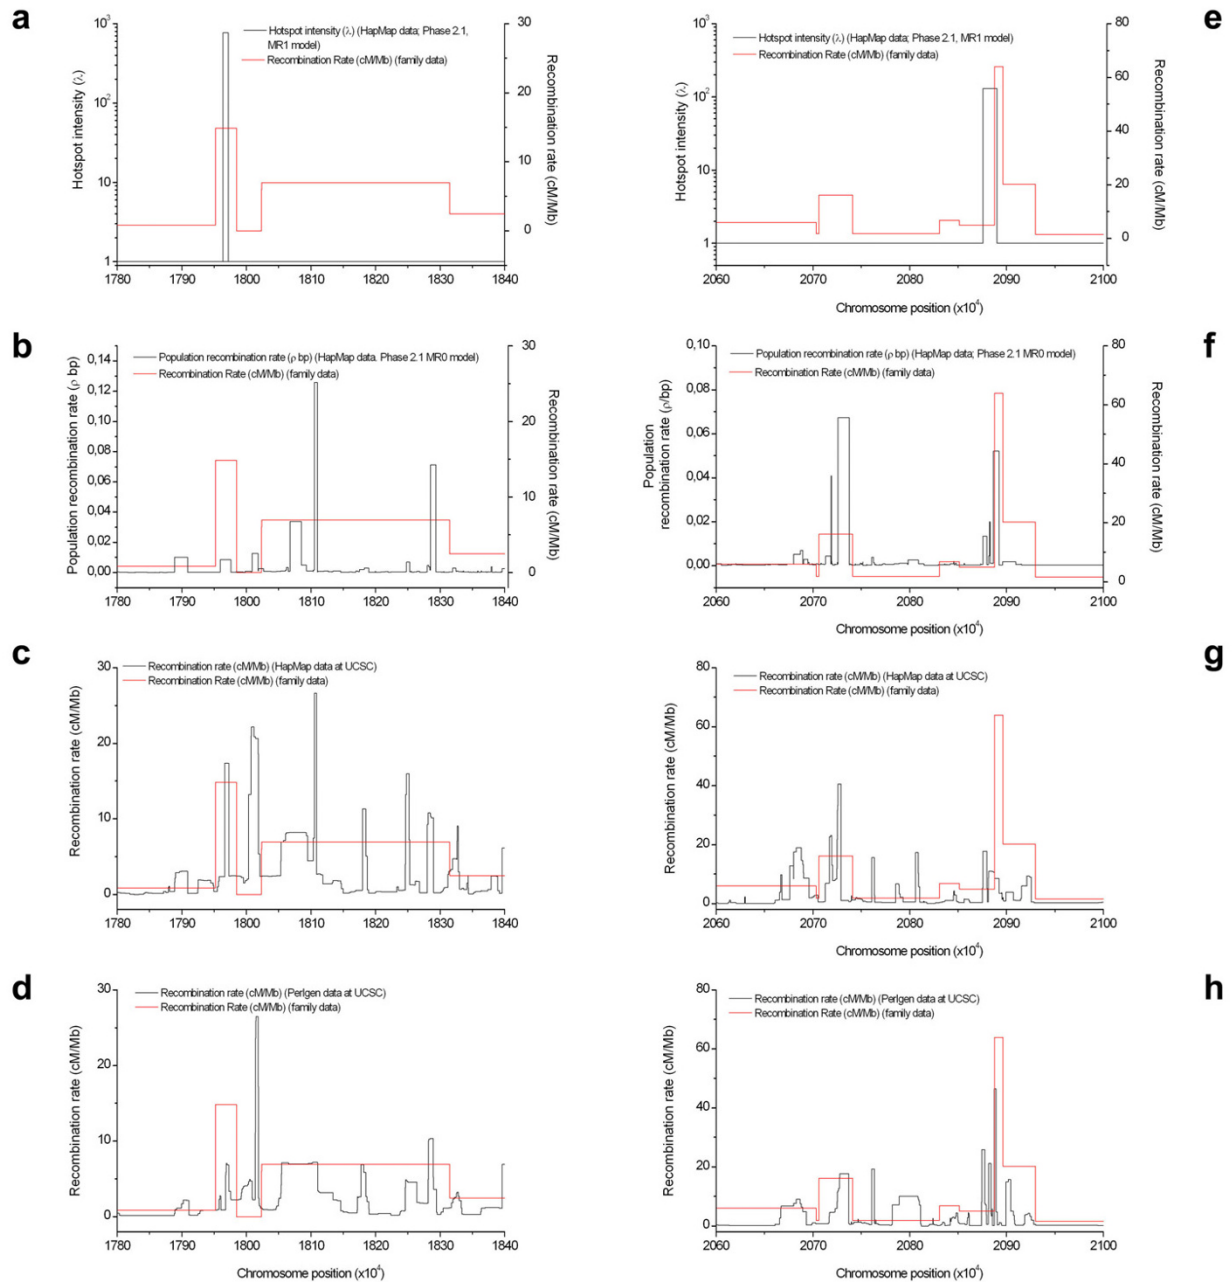 a
Hotspot intensity (λ)
10³
10²
10
1
Hotspot intensity (λ) (HapMap data; Phase 2.1,
MR1 model)
Recombination Rate (cM/Mb) (family data)
30
20
10
0
Recombination rate (cM/Mb)
1780 1790 1800 1810 1820 1830 1840
e
Hotspot intensity (λ)
10³
10²
10
1
Hotspot intensity (λ) (HapMap data; Phase 2.1, MR1 model)
Recombination Rate (cM/Mb) (family data)
80
60
40
20
0
Recombination rate (cM/Mb)
2060 2070 2080 2090 2100
Chromosome position (x10⁴)
b
Population recombination rate (ρ bp)
0,14
0,12
0,10
0,08
0,06
0,04
0,02
0,00
Population recombination rate (ρ bp) (HapMap data. Phase 2.1 MR0 model)
Recombination Rate (cM/Mb) (family data)
30
20
10
0
Recombination rate (cM/Mb)
1780 1790 1800 1810 1820 1830 1840
f
Population
recombination rate (ρ/bp)
0,10
0,08
0,06
0,04
0,02
0,00
Population recombination rate (ρ bp) (HapMap data; Phase 2.1 MR0 model)
Recombination Rate (cM/Mb) (family data)
80
60
40
20
0
Recombination rate (cM/Mb)
2060 2070 2080 2090 2100
Chromosome position (x10⁴)
c
Recombination rate (cM/Mb)
30
20
10
0
Recombination rate (cM/Mb) (HapMap data at UCSC)
Recombination Rate (cM/Mb) (family data)
1780 1790 1800 1810 1820 1830 1840
g
Recombination rate (cM/Mb)
80
60
40
20
0
Recombination rate (cM/Mb) (HapMap data at UCSC)
Recombination Rate (cM/Mb) (family data)
2060 2070 2080 2090 2100
Chromosome position (x10⁴)
d
Recombination rate (cM/Mb)
30
20
10
0
Recombination rate (cM/Mb) (Perlgen data at UCSC)
Recombination Rate (cM/Mb) (family data)
1780 1790 1800 1810 1820 1830 1840
Chromosome position (x10⁴)
h
Recombination rate (cM/Mb)
80
60
40
20
0
Recombination rate (cM/Mb) (Perlgen data at UCSC)
Recombination Rate (cM/Mb) (family data)
2060 2070 2080 2090 2100
Chromosome position (x10⁴)